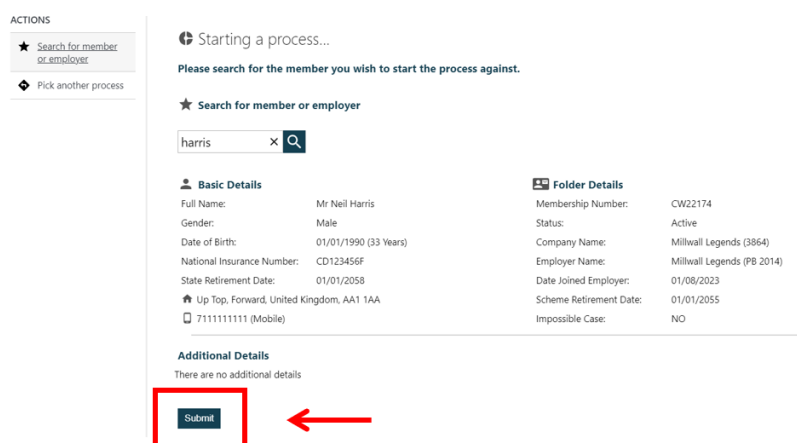 ACTIONS
Search for member
or employer
Pick another process
Starting a process...
Please search for the member you wish to start the process against.
Search for member or employer
harris
Basic Details
Full Name: Mr Neil Harris
Gender: Male
Date of Birth: 01/01/1990 (33 Years)
National Insurance Number: CD123456F
State Retirement Date: 01/01/2058
Up Top, Forward, United Kingdom, AA1 1AA
7111111111 (Mobile)
Folder Details
Membership Number: CW22174
Status: Active
Company Name: Millwall Legends (3864)
Employer Name: Millwall Legends (PB 2014)
Date Joined Employer: 01/08/2023
Scheme Retirement Date: 01/01/2055
Impossible Case: NO
Additional Details
There are no additional details
Submit